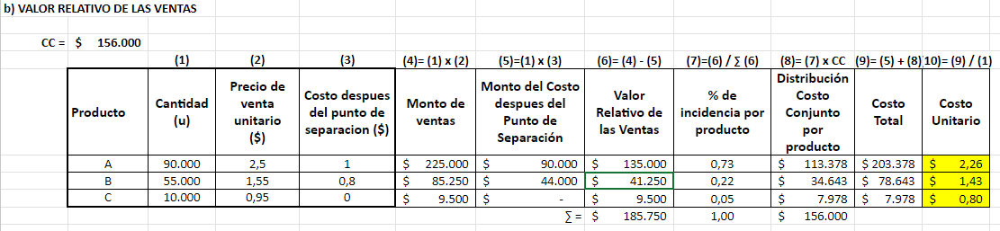 b) VALOR RELATIVO DE LAS VENTAS
CC = $ 156.000
(1) (2) (3) (4)= (1) x (2) (5)=(1) x (3) (6)= (4) - (5) (7)=(6) / ∑ (6) (8)= (7) x CC (9)= (5) + (8) 10)= (9) / (1)
Producto Cantidad (u) Precio de venta unitario ($) Costo despues del punto de separacion ($) Monto de ventas Monto del Costo despues del Punto de Separación Valor Relativo de las Ventas % de incidencia por producto Distribución Costo Conjunto por producto Costo Total Costo Unitario
A 90.000 2,5 1 $ 225.000 $ 90.000 $ 135.000 0,73 $ 113.378 $ 203.378 $ 2,26
B 55.000 1,55 0,8 $ 85.250 $ 44.000 $ 41.250 0,22 $ 34.643 $ 78.643 $ 1,43
C 10.000 0,95 0 $ 9.500 $ - $ 9.500 0,05 $ 7.978 $ 7.978 $ 0,80
∑ = $ 185.750 1,00 $ 156.000